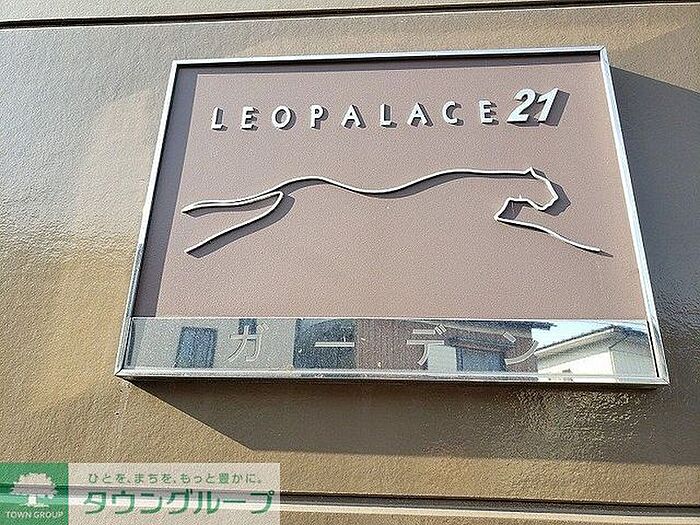 LEOPALACE21
ガーデン
ひとを、まちを、もっと豊かに。
タウングループ
TOWN GROUP